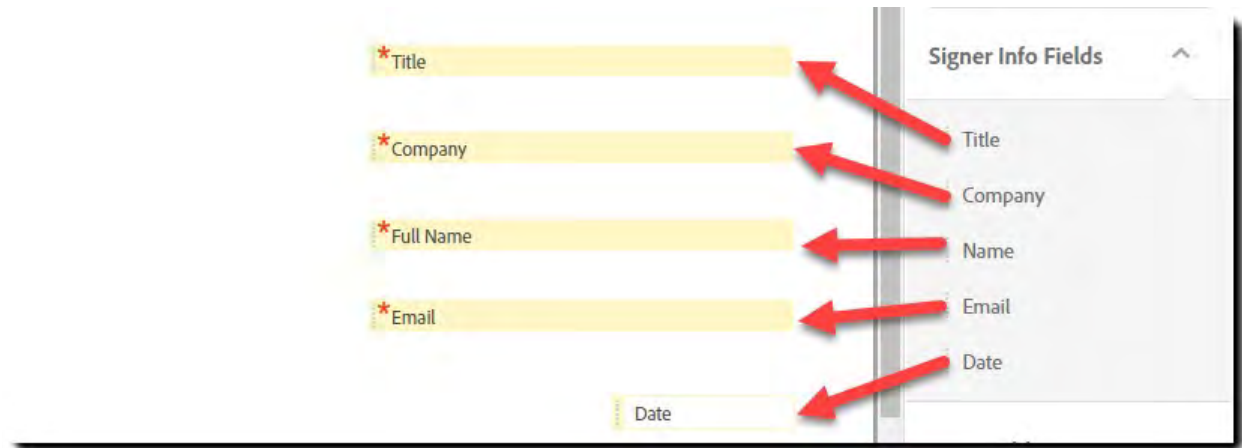 *Title
*Company
*Full Name
*Email
Date
Signer Info Fields
Title
Company
Name
Email
Date